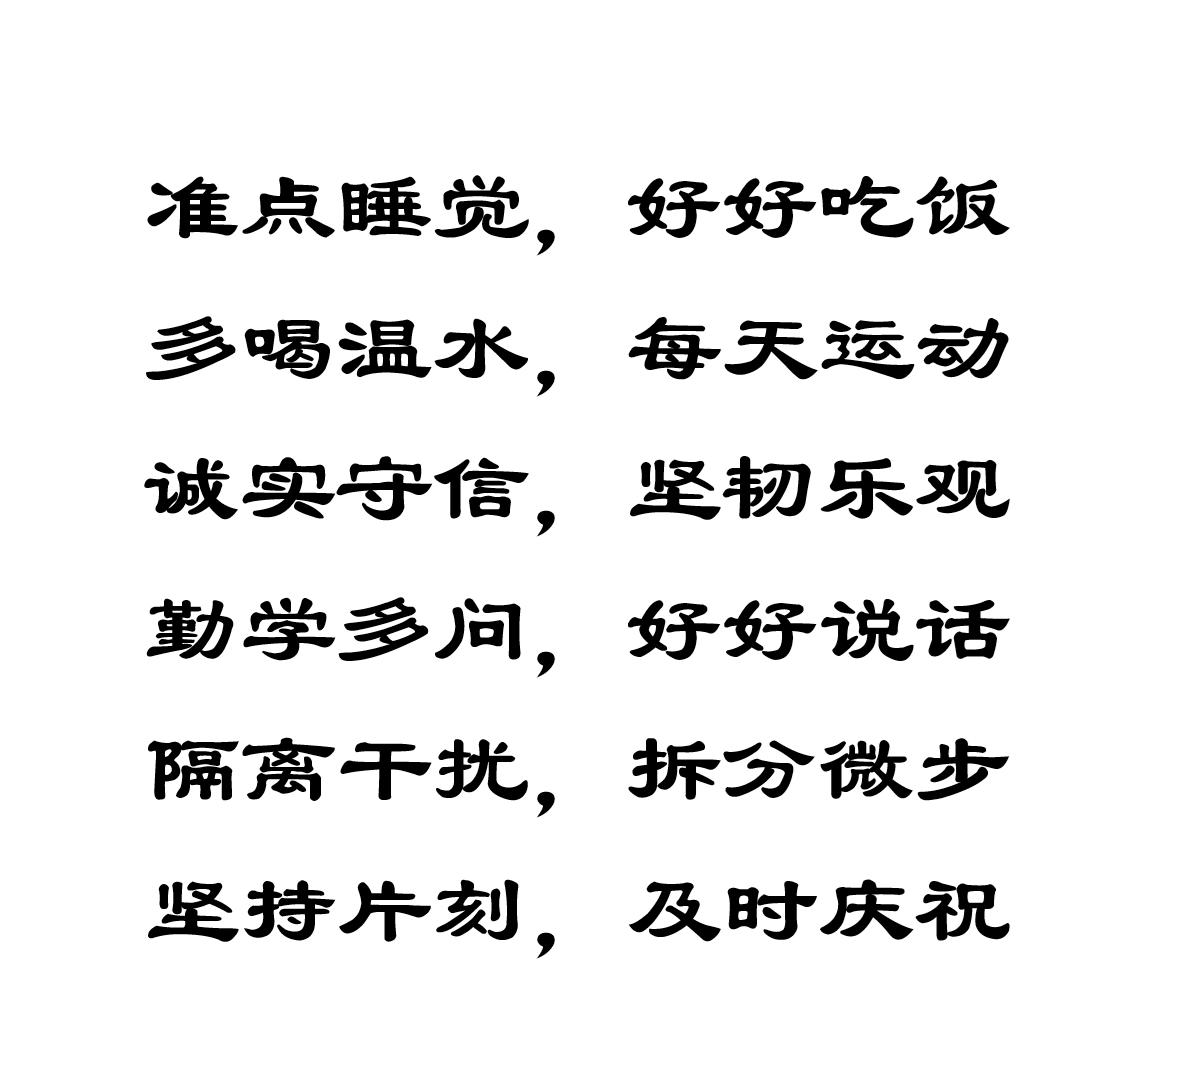 准点睡觉，好好吃饭
多喝温水，每天运动
诚实守信，坚韧乐观
勤学多问，好好说话
隔离干扰，拆分微步
坚持片刻，及时庆祝